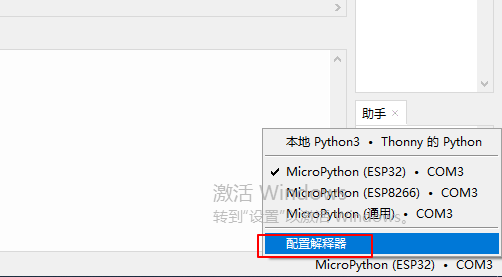 助手
本地 Python3 • Thonny 的 Python
MicroPython (ESP32) • COM3
MicroPython (ESP8266) • COM3
MicroPython (通用) • COM3
配置解释器
激活 Windows
转到“设置”以激活 Windows。
MicroPython (ESP32) • COM3